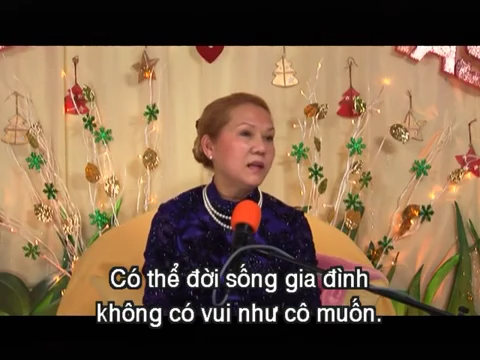 Có thể đời sống gia đình
không có vui như cô muốn.